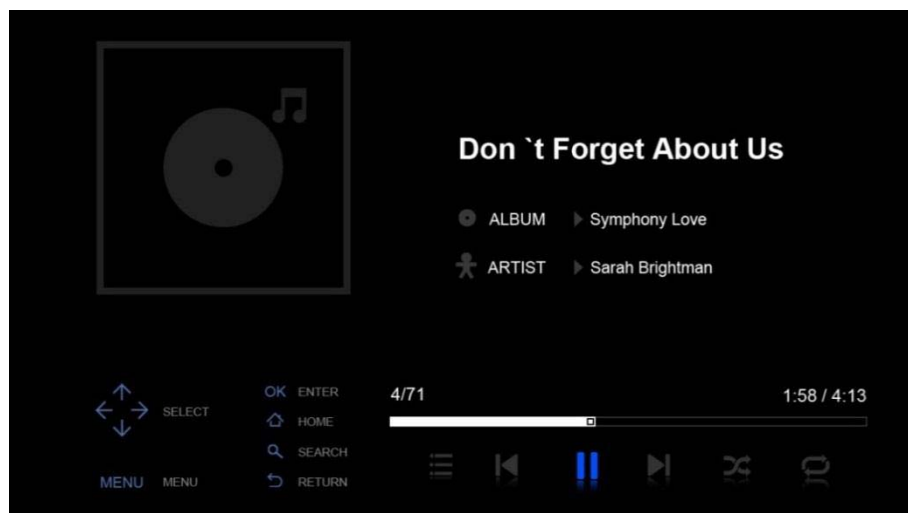 Don `t Forget About Us
ALBUM Symphony Love
ARTIST Sarah Brightman
4/71 1:58 / 4:13
SELECT
MENU MENU
OK ENTER
HOME
SEARCH
RETURN